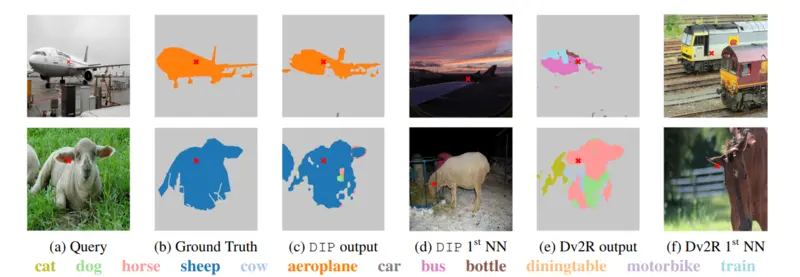 (a) Query (b) Ground Truth (c) DIP output (d) DIP 1st NN (e) Dv2R output (f) Dv2R 1st NN
cat dog horse sheep cow aeroplane car bus bottle diningtable motorbike train